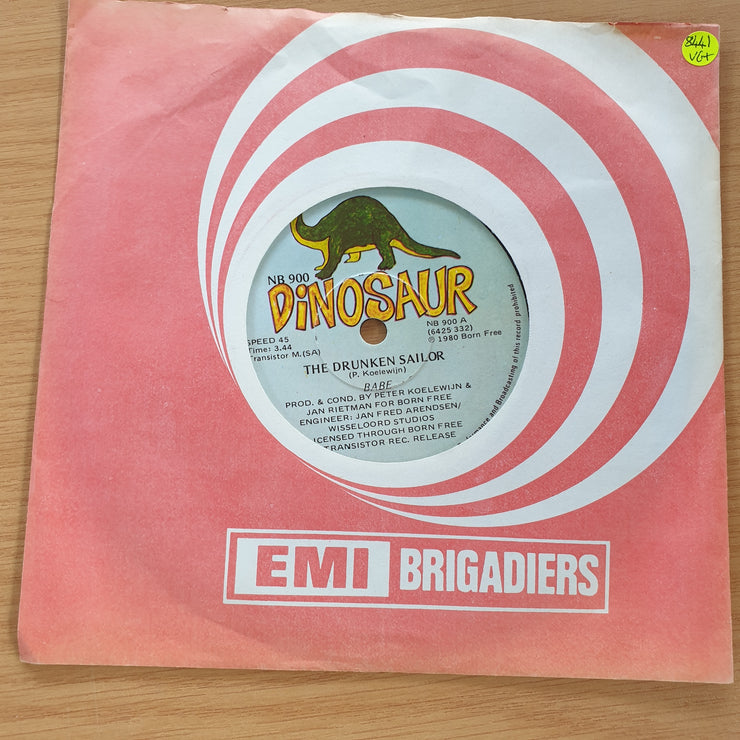 8441
VG+
NB 900
DINOSAUR
SPEED 45
Time: 3.44
Transistor M.(SA)
NB 900 A
(6425 332)
℗ 1980 Born Free
THE DRUNKEN SAILOR
(P. Koelewijn)
BABE
PROD. & COND. BY PETER KOELEWIJN &
JAN RIETMAN FOR BORN FREE
ENGINEER: JAN FRED ARENDSEN/
WISSELOORD STUDIOS
LICENSED THROUGH BORN FREE
TRANSISTOR REC. RELEASE
and Broadcasting of this record prohibited
EMI BRIGADIERS